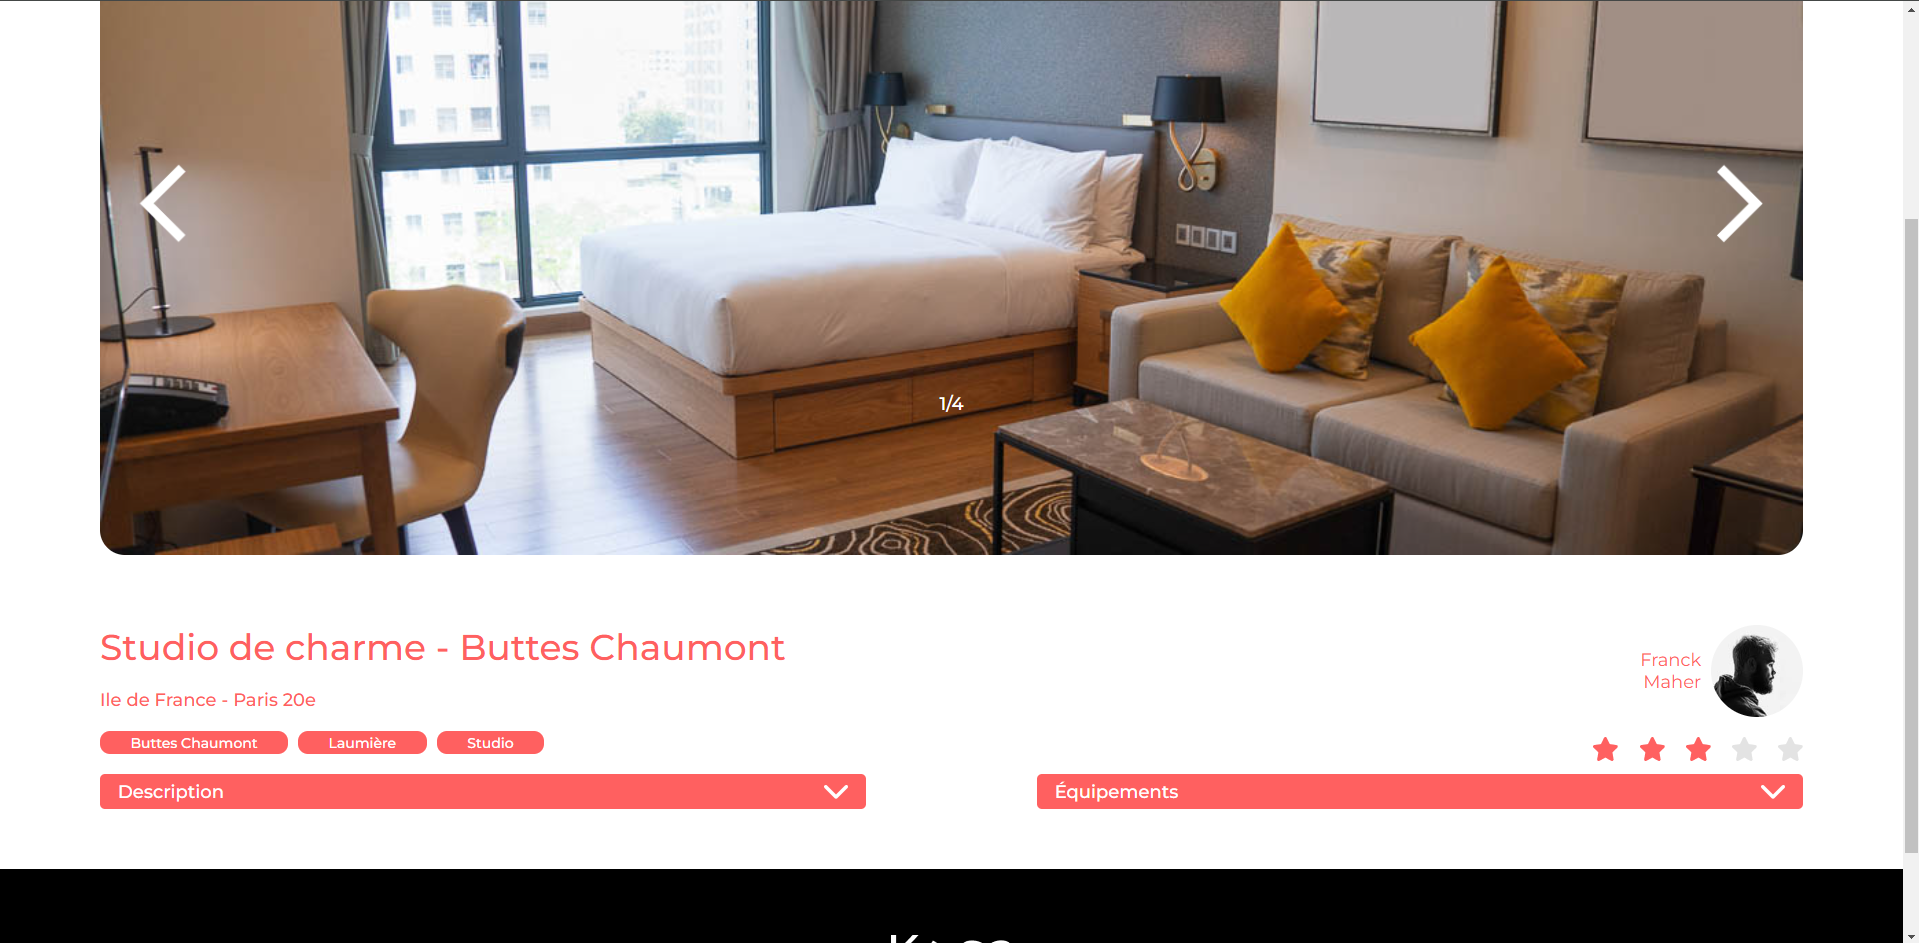 1/4
Studio de charme - Buttes Chaumont
Ile de France - Paris 20e
Franck
Maher
Buttes Chaumont
Laumière
Studio
Description
Équipements